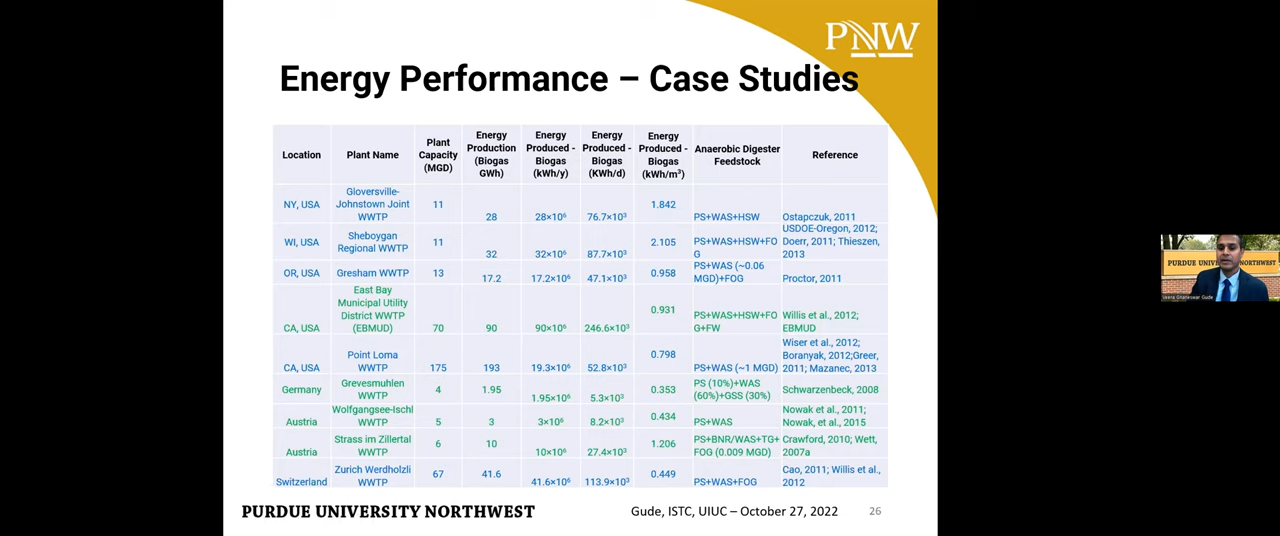 PNW
Energy Performance – Case Studies
Location
Plant Name
Plant
Capacity
(MGD)
Energy
Production
(Biogas
GWh)
Energy
Produced -
Biogas
(kWh/y)
Energy
Produced -
Biogas
(KWh/d)
Energy
Produced -
Biogas
(kWh/m³)
Anaerobic Digester
Feedstock
Reference
NY, USA
Gloversville-
Johnstown Joint
WWTP
11
28
28×10⁶
76.7×10³
1.842
PS+WAS+HSW
Ostapczuk, 2011
WI, USA
Sheboygan
Regional WWTP
11
32
32×10⁶
87.7×10³
2.105
PS+WAS+HSW+FO
G
USDOE-Oregon, 2012;
Doerr, 2011; Thieszen,
2013
OR, USA
Gresham WWTP
13
17.2
17.2×10⁶
47.1×10³
0.958
PS+WAS (~0.06
MGD)+FOG
Proctor, 2011
CA, USA
East Bay
Municipal Utility
District WWTP
(EBMUD)
70
90
90×10⁶
246.6×10³
0.931
PS+WAS+HSW+FO
G+FW
Willis et al., 2012;
EBMUD
CA, USA
Point Loma
WWTP
175
193
19.3×10⁶
52.8×10³
0.798
PS+WAS (~1 MGD)
Wiser et al., 2012;
Boranyak, 2012;Greer,
2011; Mazanec, 2013
Germany
Grevesmuhlen
WWTP
4
1.95
1.95×10⁶
5.3×10³
0.353
PS (10%)+WAS
(60%)+GSS (30%)
Schwarzenbeck, 2008
Austria
Wolfgangsee-Ischl
WWTP
5
3
3×10⁶
8.2×10³
0.434
PS+WAS
Nowak et al., 2011;
Nowak, et al., 2015
Austria
Strass im Zillertal
WWTP
6
10
10×10⁶
27.4×10³
1.206
PS+BNR/WAS+TG+
FOG (0.009 MGD)
Crawford, 2010; Wett,
2007a
Switzerland
Zurich Werdholzli
WWTP
67
41.6
41.6×10⁶
113.9×10³
0.449
PS+WAS+FOG
Cao, 2011; Willis et al.,
2012
PURDUE UNIVERSITY NORTHWEST
Gude, ISTC, UIUC – October 27, 2022
26
PURDUE UNIVERSITY NORTHWEST
Veera Gnaneswar Gude